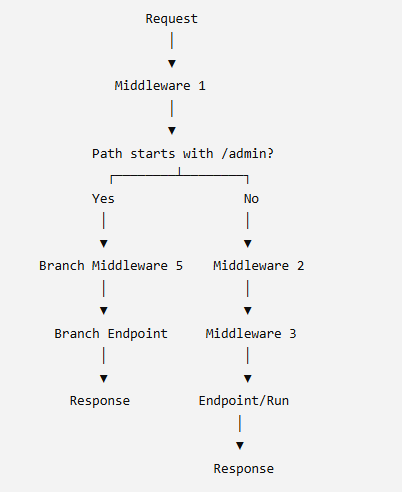 Request
Middleware 1
Path starts with /admin?
Yes No
Branch Middleware 5 Middleware 2
Branch Endpoint Middleware 3
Response Endpoint/Run
Response